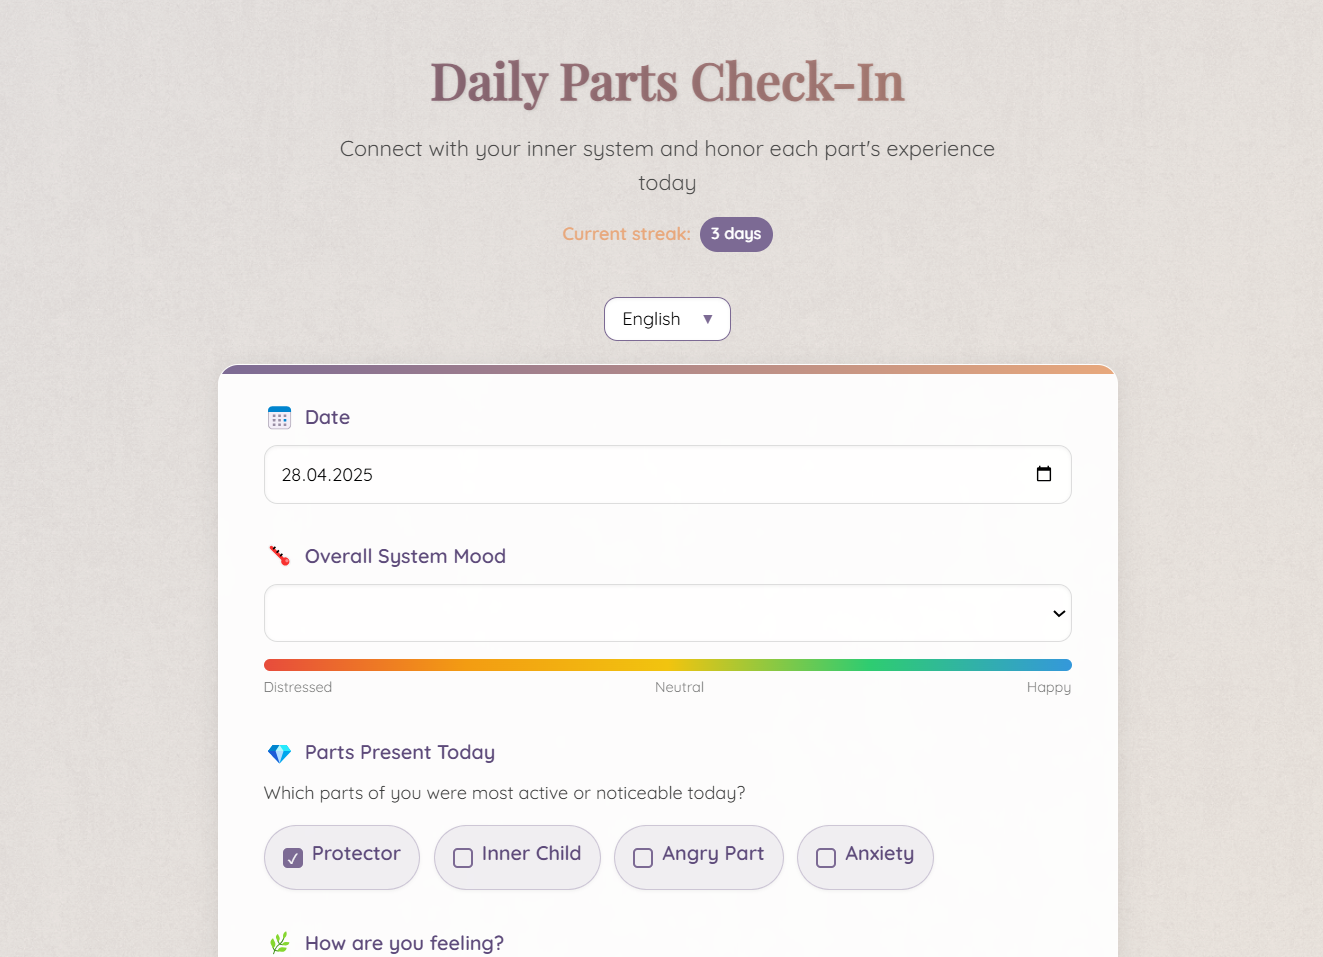 Daily Parts Check-In
Connect with your inner system and honor each part's experience
today
Current streak: 3 days
English
Date
28.04.2025
Overall System Mood
Distressed Neutral Happy
Parts Present Today
Which parts of you were most active or noticeable today?
Protector Inner Child Angry Part Anxiety
How are you feeling?